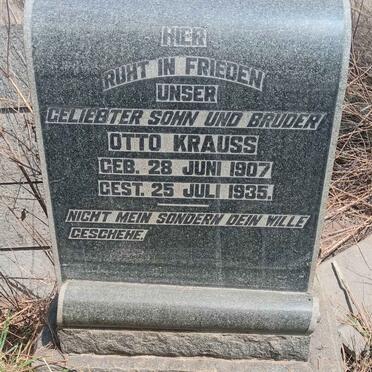 HIER
RUHT IN FRIEDEN
UNSER
GELIEBTER SOHN UND BRUDER
OTTO KRAUSS
GEB. 28 JUNI 1907
GEST. 25 JULI 1935.
NICHT MEIN SONDERN DEIN WILLE
GESCHEHE.